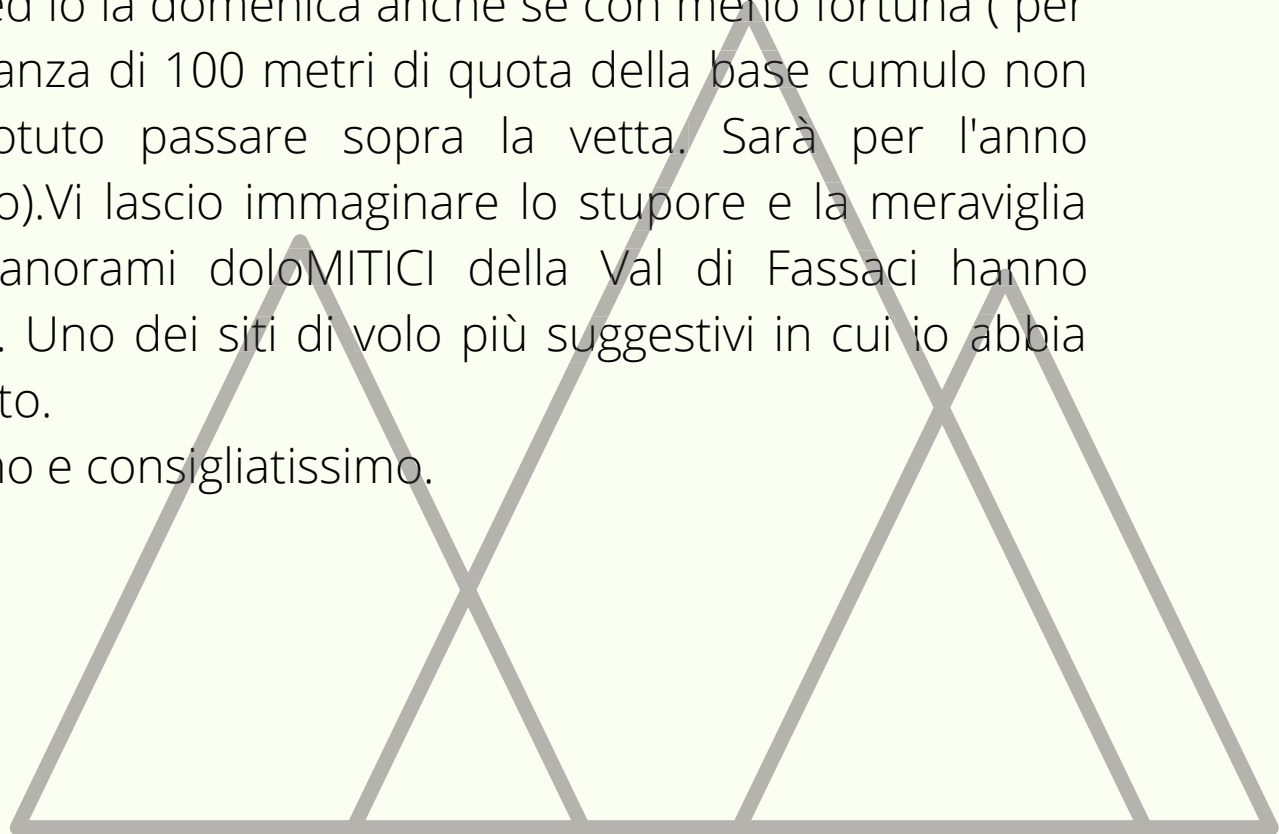 ed io la domenica anche se con meno fortuna ( per
anza di 100 metri di quota della base cumulo non
otuto passare sopra la vetta. Sarà per l'anno
o).Vi lascio immaginare lo stupore e la meraviglia
anorami doloMITICI della Val di Fassaci hanno
. Uno dei siti di volo più suggestivi in cui io abbia
to.
no e consigliatissimo.